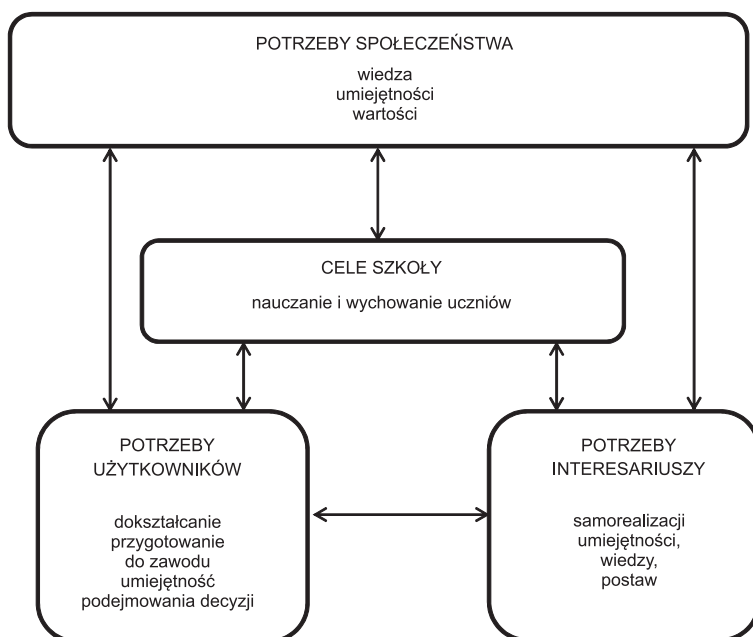 POTRZEBY SPOŁECZEŃSTWA
wiedza
umiejętności
wartości
CELE SZKOŁY
nauczanie i wychowanie uczniów
POTRZEBY
UŻYTKOWNIKÓW
dokształcanie
przygotowanie
do zawodu
umiejętność
podejmowania decyzji
POTRZEBY
INTERESARIUSZY
samorealizacji
umiejętności,
wiedzy,
postaw